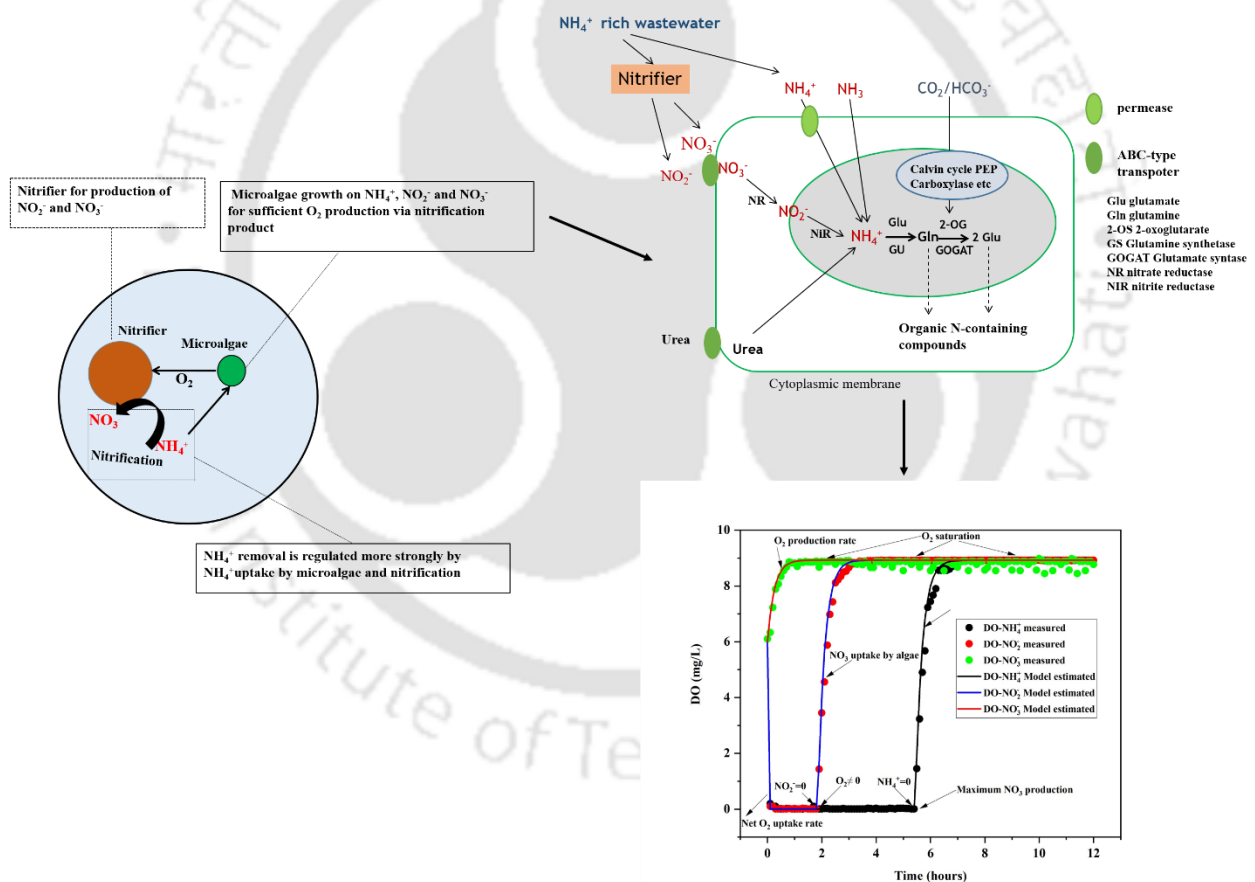 NH₄⁺ rich wastewater
Nitrifier
NH₄⁺
NH₃
CO₂/HCO₃⁻
permease
ABC-type
transpoter
Glu glutamate
Gln glutamine
2-OS 2-oxoglutarate
GS Glutamine synthetase
GOGAT Glutamate syntase
NR nitrate reductase
NIR nitrite reductase
NO₃⁻
NO₂⁻
NO₃⁻
NR
NO₂⁻
NiR
Calvin cycle PEP
Carboxylase etc
NH₄⁺
Glu
GU
Gln
2-OG
GOGAT
2 Glu
Organic N-containing
compounds
Urea
Urea
Cytoplasmic membrane
Nitrifier for production of
NO₂⁻ and NO₃⁻
Microalgae growth on NH₄⁺, NO₂⁻ and NO₃⁻
for sufficient O₂ production via nitrification
product
Nitrifier
Microalgae
O₂
NO₃
NH₄⁺
Nitrification
NH₄⁺ removal is regulated more strongly by
NH₄⁺uptake by microalgae and nitrification
DO (mg/L)
10
8
6
4
2
0
O₂ production rate
O₂ saturation
NO₃ uptake by algae
DO-NH₄⁺ measured
DO-NO₂⁻ measured
DO-NO₃⁻ measured
DO-NH₄⁺ Model estimated
DO-NO₂⁻ Model estimated
DO-NO₃⁻ Model estimated
NO₂⁻=0
O₂≠ 0
NH₄⁺=0
Maximum NO₃ production
Net O₂ uptake rate
0 2 4 6 8 10 12
Time (hours)
Institute of Te
wahati